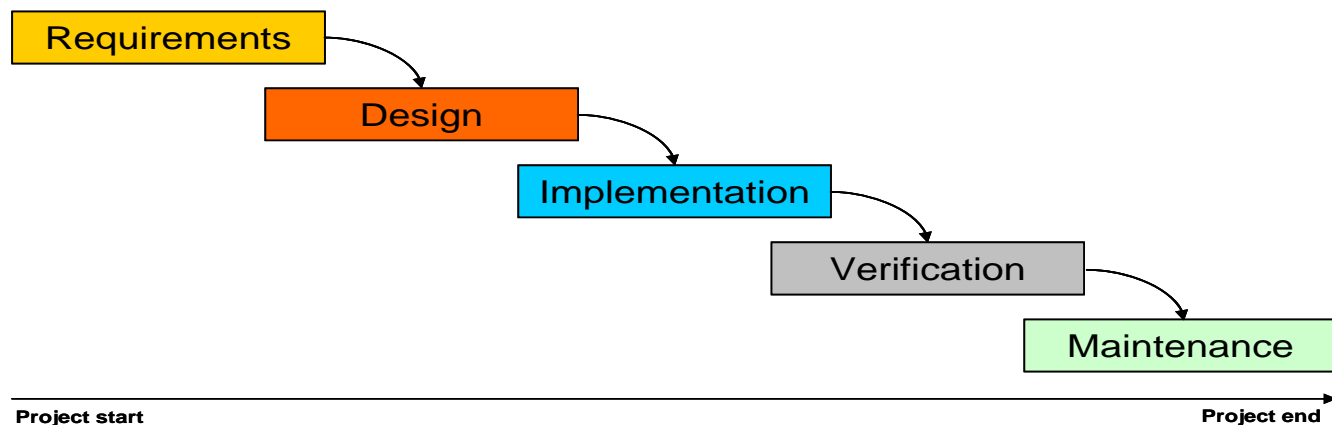 Requirements
Design
Implementation
Verification
Maintenance
Project start
Project end